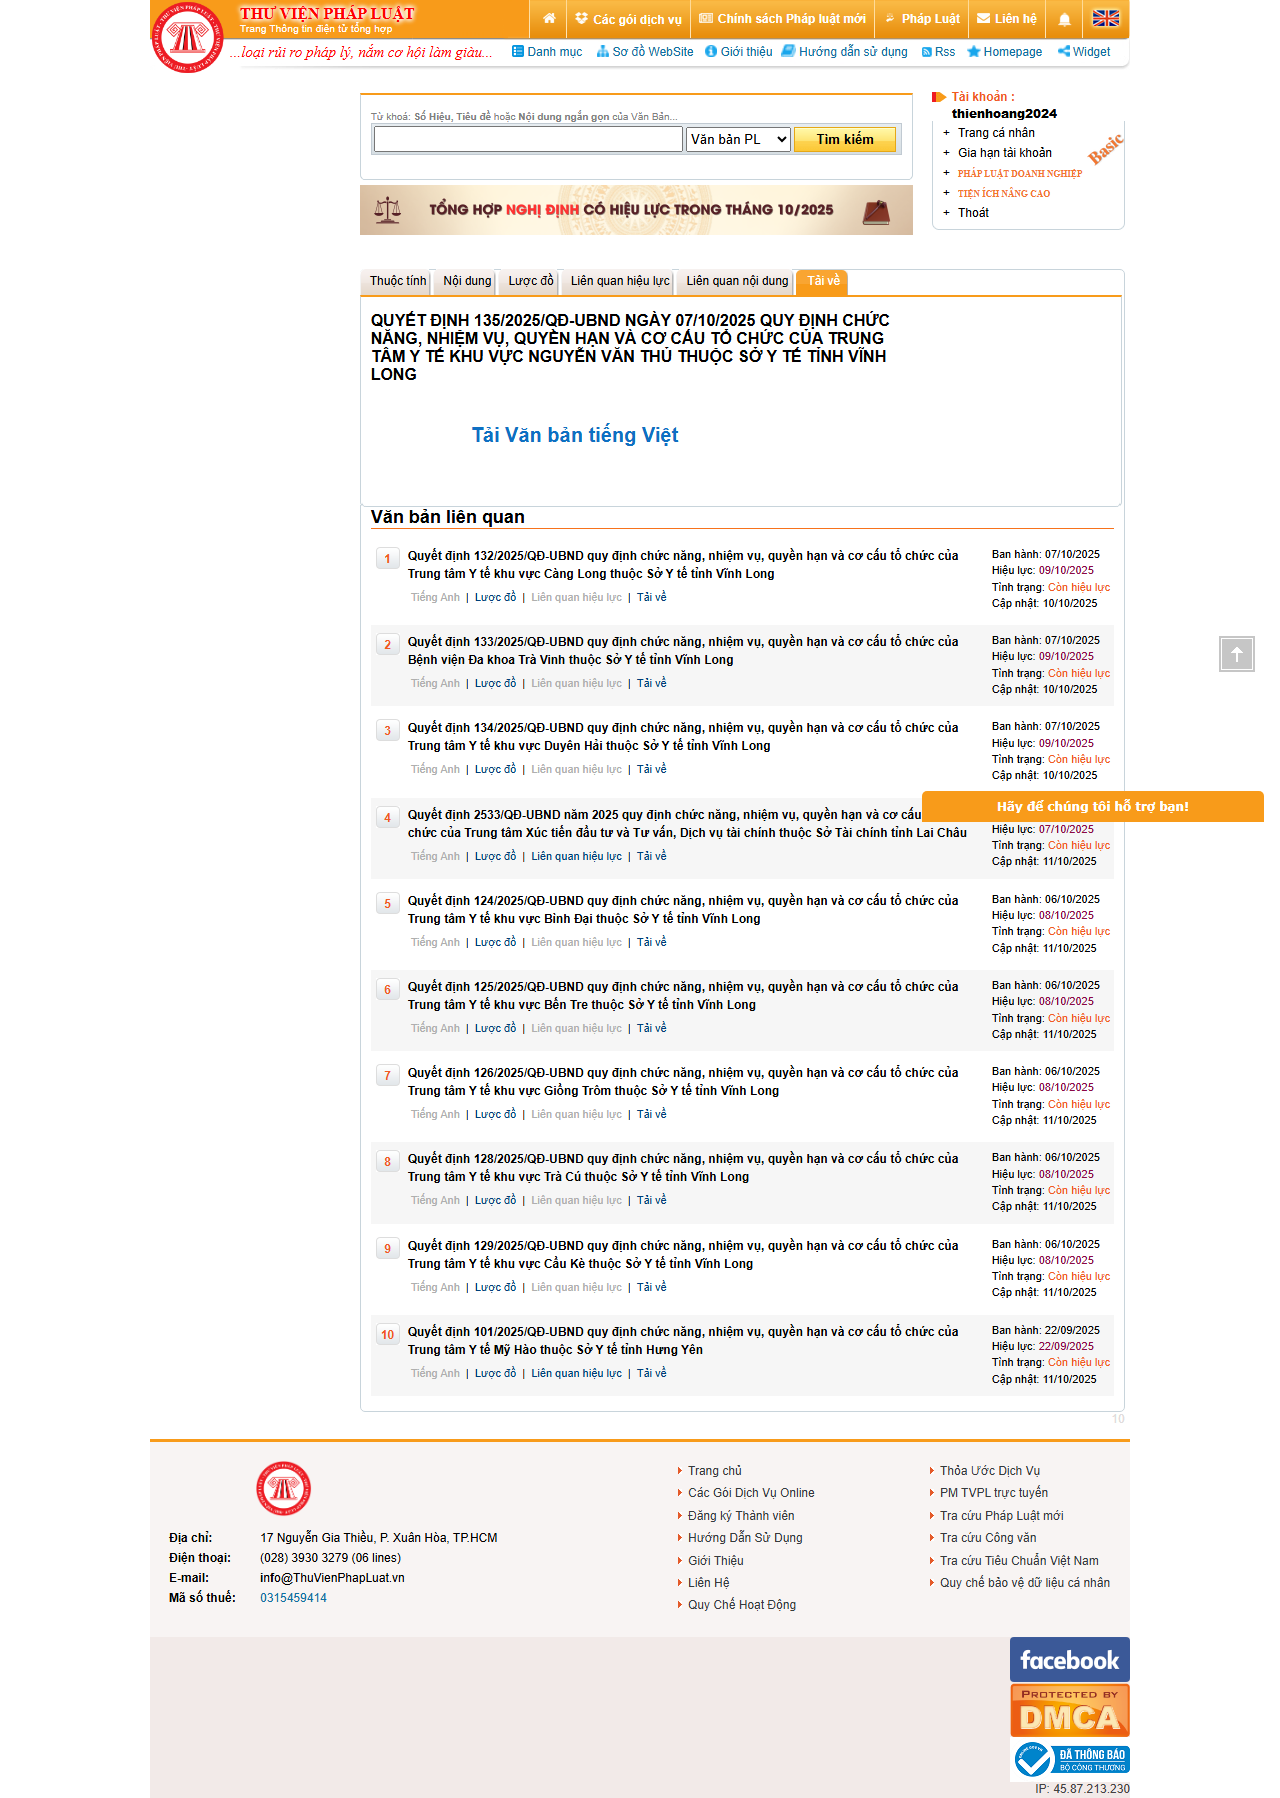 THƯ VIỆN PHÁP LUẬT
Trang Thông tin điện tử tổng hợp
Các gói dịch vụ
Chính sách Pháp luật mới
Pháp Luật
Liên hệ
...loại rủi ro pháp lý, nắm cơ hội làm giàu...
Danh mục
Sơ đồ WebSite
Giới thiệu
Hướng dẫn sử dụng
Rss
Homepage
Widget
Từ khoá: Số Hiệu, Tiêu đề hoặc Nội dung ngắn gọn của Văn Bản...
Văn bản PL
Tìm kiếm
TỔNG HỢP NGHỊ ĐỊNH CÓ HIỆU LỰC TRONG THÁNG 10/2025
Tài khoản :
thienhoang2024
+ Trang cá nhân
+ Gia hạn tài khoản
Basic
+ PHÁP LUẬT DOANH NGHIỆP
+ TIỆN ÍCH NÂNG CAO
+ Thoát
Thuộc tính
Nội dung
Lược đồ
Liên quan hiệu lực
Liên quan nội dung
Tải về
QUYẾT ĐỊNH 135/2025/QĐ-UBND NGÀY 07/10/2025 QUY ĐỊNH CHỨC
NĂNG, NHIỆM VỤ, QUYỀN HẠN VÀ CƠ CẤU TỔ CHỨC CỦA TRUNG
TÂM Y TẾ KHU VỰC NGUYỄN VĂN THỦ THUỘC SỞ Y TẾ TỈNH VĨNH
LONG
Tải Văn bản tiếng Việt
Văn bản liên quan
1
Quyết định 132/2025/QĐ-UBND quy định chức năng, nhiệm vụ, quyền hạn và cơ cấu tổ chức của
Trung tâm Y tế khu vực Càng Long thuộc Sở Y tế tỉnh Vĩnh Long
Tiếng Anh | Lược đồ | Liên quan hiệu lực | Tải về
Ban hành: 07/10/2025
Hiệu lực: 09/10/2025
Tình trạng: Còn hiệu lực
Cập nhật: 10/10/2025
2
Quyết định 133/2025/QĐ-UBND quy định chức năng, nhiệm vụ, quyền hạn và cơ cấu tổ chức của
Bệnh viện Đa khoa Trà Vinh thuộc Sở Y tế tỉnh Vĩnh Long
Tiếng Anh | Lược đồ | Liên quan hiệu lực | Tải về
Ban hành: 07/10/2025
Hiệu lực: 09/10/2025
Tình trạng: Còn hiệu lực
Cập nhật: 10/10/2025
3
Quyết định 134/2025/QĐ-UBND quy định chức năng, nhiệm vụ, quyền hạn và cơ cấu tổ chức của
Trung tâm Y tế khu vực Duyên Hải thuộc Sở Y tế tỉnh Vĩnh Long
Tiếng Anh | Lược đồ | Liên quan hiệu lực | Tải về
Ban hành: 07/10/2025
Hiệu lực: 09/10/2025
Tình trạng: Còn hiệu lực
Cập nhật: 10/10/2025
Hãy để chúng tôi hỗ trợ bạn!
4
Quyết định 2533/QĐ-UBND năm 2025 quy định chức năng, nhiệm vụ, quyền hạn và cơ cấu
chức của Trung tâm Xúc tiến đầu tư và Tư vấn, Dịch vụ tài chính thuộc Sở Tài chính tỉnh Lai Châu
Tiếng Anh | Lược đồ | Liên quan hiệu lực | Tải về
Hiệu lực: 07/10/2025
Tình trạng: Còn hiệu lực
Cập nhật: 11/10/2025
5
Quyết định 124/2025/QĐ-UBND quy định chức năng, nhiệm vụ, quyền hạn và cơ cấu tổ chức của
Trung tâm Y tế khu vực Bình Đại thuộc Sở Y tế tỉnh Vĩnh Long
Tiếng Anh | Lược đồ | Liên quan hiệu lực | Tải về
Ban hành: 06/10/2025
Hiệu lực: 08/10/2025
Tình trạng: Còn hiệu lực
Cập nhật: 11/10/2025
6
Quyết định 125/2025/QĐ-UBND quy định chức năng, nhiệm vụ, quyền hạn và cơ cấu tổ chức của
Trung tâm Y tế khu vực Bến Tre thuộc Sở Y tế tỉnh Vĩnh Long
Tiếng Anh | Lược đồ | Liên quan hiệu lực | Tải về
Ban hành: 06/10/2025
Hiệu lực: 08/10/2025
Tình trạng: Còn hiệu lực
Cập nhật: 11/10/2025
7
Quyết định 126/2025/QĐ-UBND quy định chức năng, nhiệm vụ, quyền hạn và cơ cấu tổ chức của
Trung tâm Y tế khu vực Giồng Trôm thuộc Sở Y tế tỉnh Vĩnh Long
Tiếng Anh | Lược đồ | Liên quan hiệu lực | Tải về
Ban hành: 06/10/2025
Hiệu lực: 08/10/2025
Tình trạng: Còn hiệu lực
Cập nhật: 11/10/2025
8
Quyết định 128/2025/QĐ-UBND quy định chức năng, nhiệm vụ, quyền hạn và cơ cấu tổ chức của
Trung tâm Y tế khu vực Trà Cú thuộc Sở Y tế tỉnh Vĩnh Long
Tiếng Anh | Lược đồ | Liên quan hiệu lực | Tải về
Ban hành: 06/10/2025
Hiệu lực: 08/10/2025
Tình trạng: Còn hiệu lực
Cập nhật: 11/10/2025
9
Quyết định 129/2025/QĐ-UBND quy định chức năng, nhiệm vụ, quyền hạn và cơ cấu tổ chức của
Trung tâm Y tế khu vực Cầu Kè thuộc Sở Y tế tỉnh Vĩnh Long
Tiếng Anh | Lược đồ | Liên quan hiệu lực | Tải về
Ban hành: 06/10/2025
Hiệu lực: 08/10/2025
Tình trạng: Còn hiệu lực
Cập nhật: 11/10/2025
10
Quyết định 101/2025/QĐ-UBND quy định chức năng, nhiệm vụ, quyền hạn và cơ cấu tổ chức của
Trung tâm Y tế Mỹ Hào thuộc Sở Y tế tỉnh Hưng Yên
Tiếng Anh | Lược đồ | Liên quan hiệu lực | Tải về
Ban hành: 22/09/2025
Hiệu lực: 22/09/2025
Tình trạng: Còn hiệu lực
Cập nhật: 11/10/2025
10
Địa chỉ: 17 Nguyễn Gia Thiều, P. Xuân Hòa, TP.HCM
Điện thoại: (028) 3930 3279 (06 lines)
E-mail: info@ThuVienPhapLuat.vn
Mã số thuế: 0315459414
Trang chủ
Các Gói Dịch Vụ Online
Đăng ký Thành viên
Hướng Dẫn Sử Dụng
Giới Thiệu
Liên Hệ
Quy Chế Hoạt Động
Thỏa Ước Dịch Vụ
PM TVPL trực tuyến
Tra cứu Pháp Luật mới
Tra cứu Công văn
Tra cứu Tiêu Chuẩn Việt Nam
Quy chế bảo vệ dữ liệu cá nhân
facebook
PROTECTED BY
DMCA
ĐÃ THÔNG BÁO
BỘ CÔNG THƯƠNG
IP: 45.87.213.230